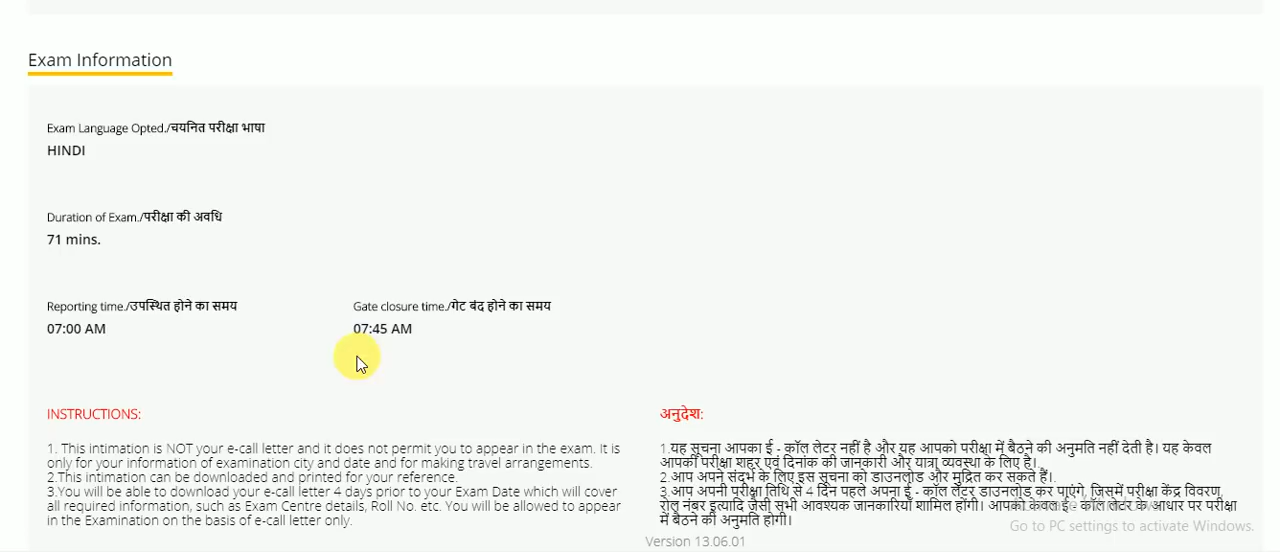 Exam Information
Exam Language Opted./चयनित परीक्षा भाषा
HINDI
Duration of Exam./परीक्षा की अवधि
71 mins.
Reporting time./उपस्थित होने का समय
Gate closure time./गेट बंद होने का समय
07:00 AM
07:45 AM
INSTRUCTIONS:
1. This intimation is NOT your e-call letter and it does not permit you to appear in the exam. It is
only for your information of examination city and date and for making travel arrangements.
2.This intimation can be downloaded and printed for your reference.
3.You will be able to download your e-call letter 4 days prior to your Exam Date which will cover
all required information, such as Exam Centre details, Roll No. etc. You will be allowed to appear
in the Examination on the basis of e-call letter only.
अनुदेश:
1.यह सूचना आपका ई - कॉल लेटर नहीं है और यह आपको परीक्षा में बैठने की अनुमति नहीं देती है। यह केवल
आपकी परीक्षा शहर एवं दिनांक की जानकारी और यात्रा व्यवस्था के लिए है।
2.आप अपने संदर्भ के लिए इस सूचना को डाउनलोड और मुद्रित कर सकते हैं।.
3.आप अपनी परीक्षा तिथि से 4 दिन पहले अपना ई - कॉल लेटर डाउनलोड कर पाएंगे, जिसमें परीक्षा केंद्र विवरण,
रोल नंबर इत्यादि जैसी सभी आवश्यक जानकारियाँ शामिल होंगी। आपको केवल ई - कॉल लेटर के आधार पर परीक्षा
में बैठने की अनुमति होगी।
Go to PC settings to activate Windows.
Version 13.06.01